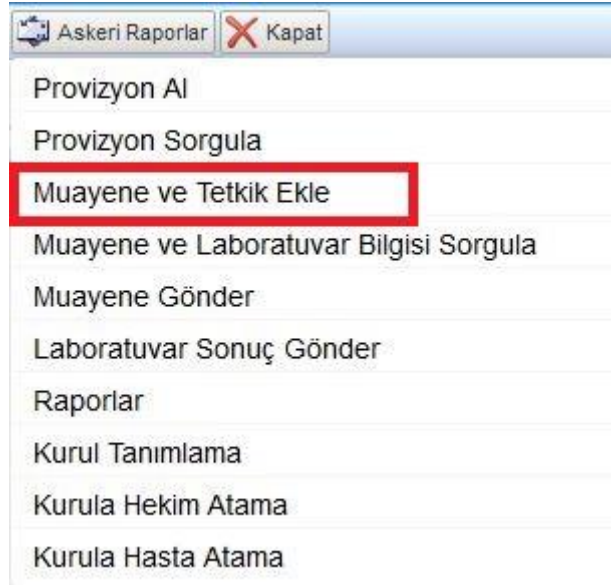 Askeri Raporlar Kapat
Provizyon Al
Provizyon Sorgula
Muayene ve Tetkik Ekle
Muayene ve Laboratuvar Bilgisi Sorgula
Muayene Gönder
Laboratuvar Sonuç Gönder
Raporlar
Kurul Tanımlama
Kurula Hekim Atama
Kurula Hasta Atama